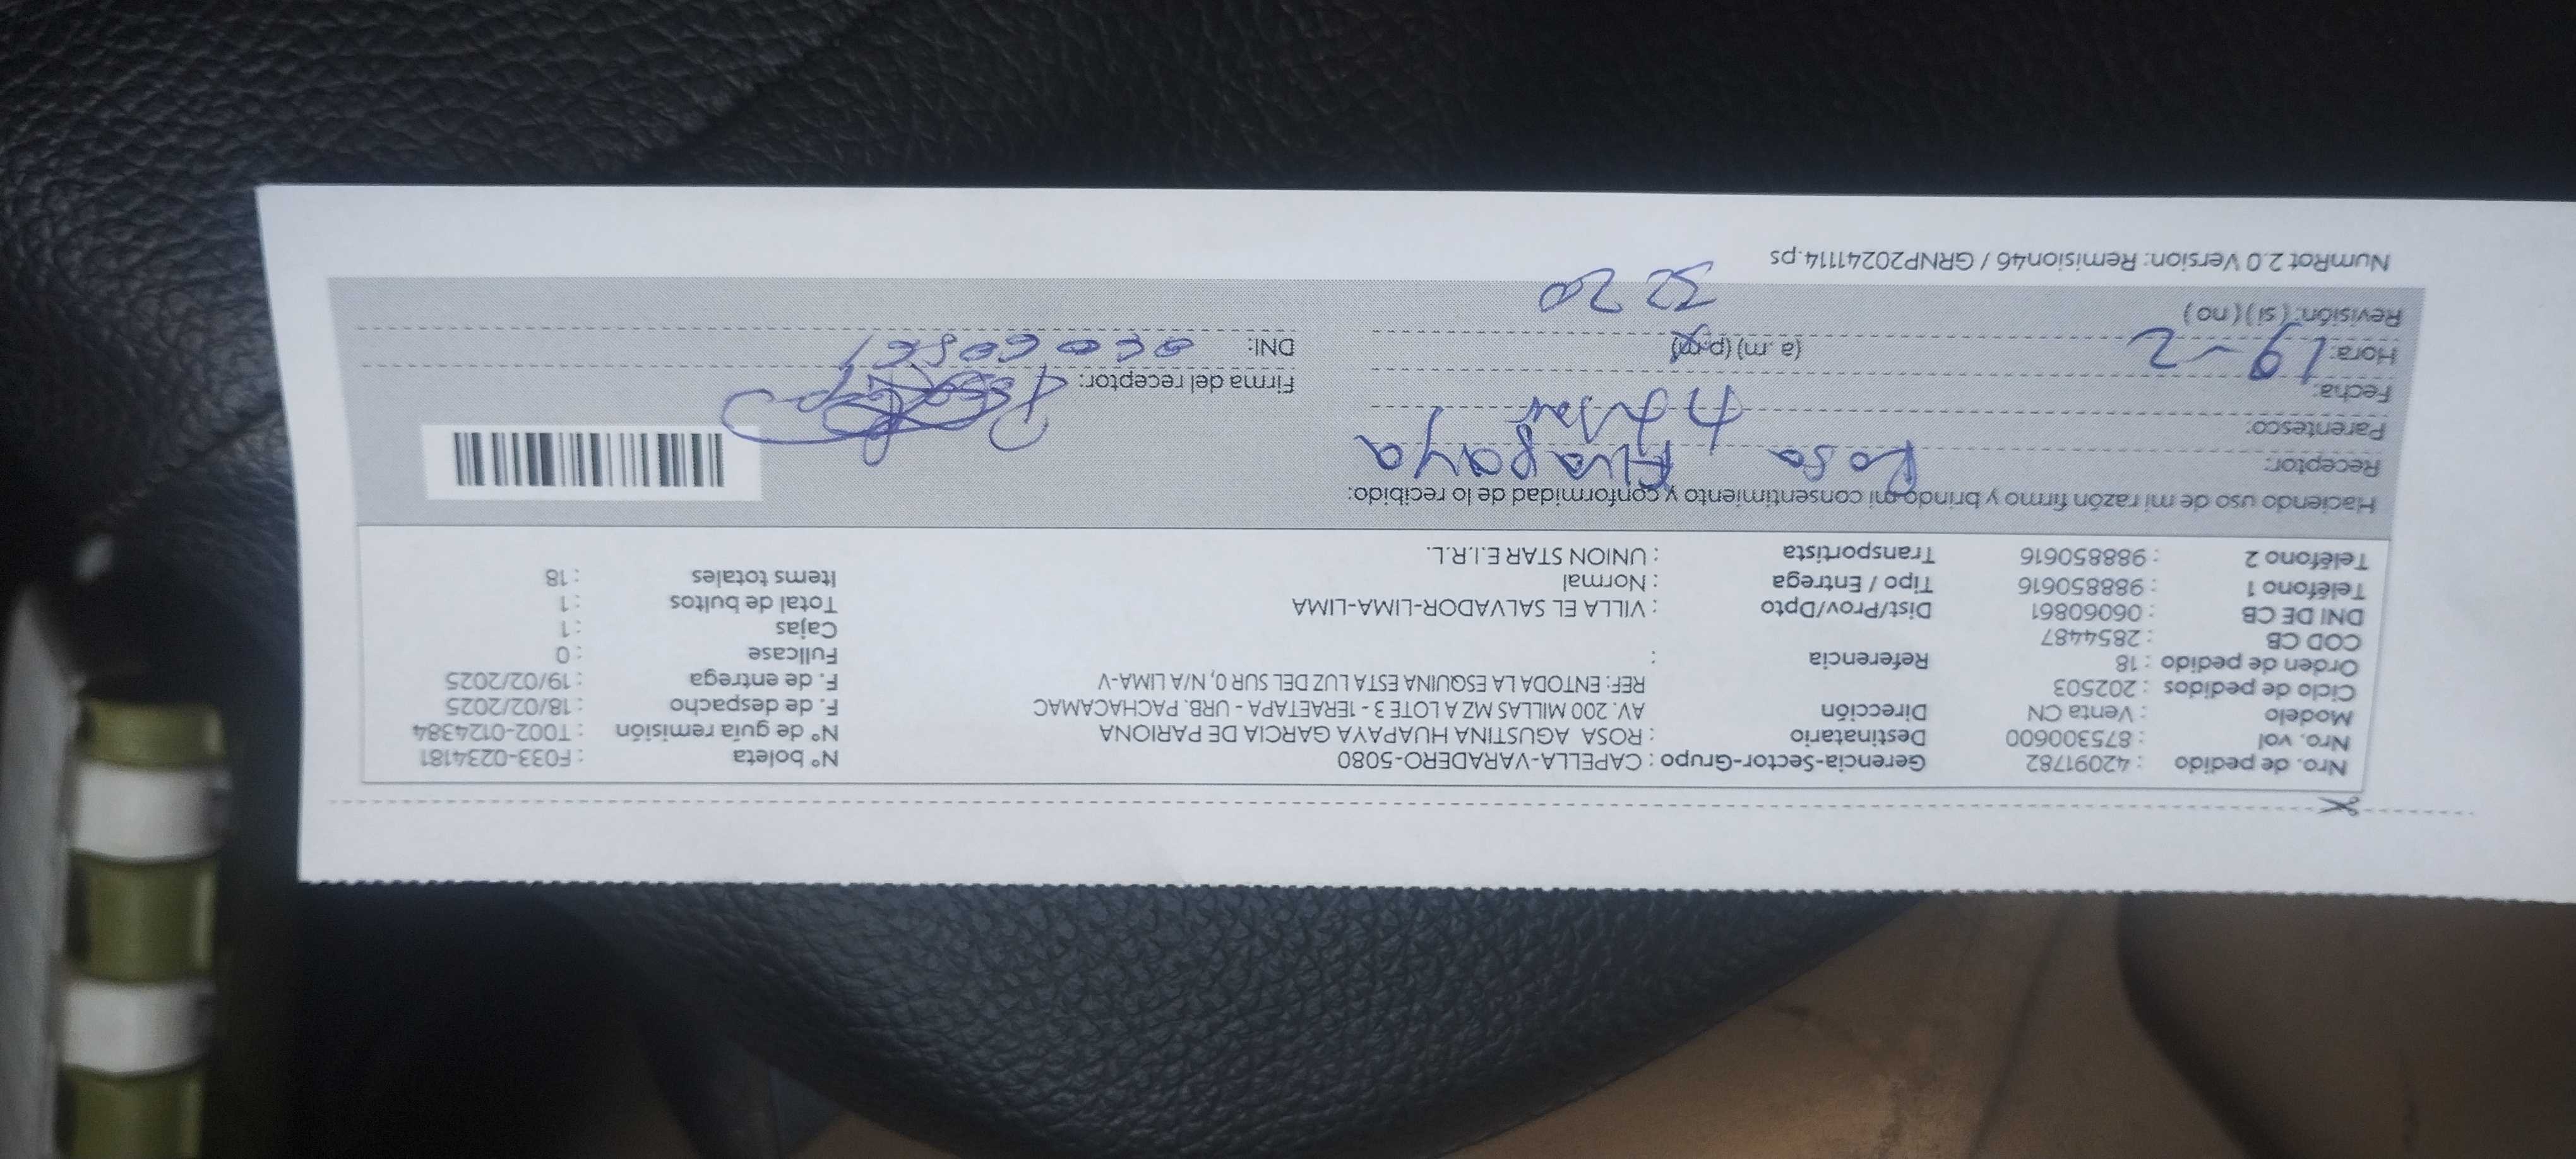 Nro. de pedido : 42091782 Gerencia-Sector-Grupo : CAPELLA-VARADERO-5080 N° boleta : F033-0234181
Nro. vol : 875300600 Destinatario : ROSA AGUSTINA HUAPAYA GARCIA DE PARIONA N° de guía remisión : T002-0124384
Modelo : Venta CN Dirección AV. 200 MILLAS MZ A LOTE 3 - 1ERAETAPA - URB. PACHACAMAC F. de despacho : 18/02/2025
Ciclo de pedidos : 202503 REF: ENTODA LA ESQUINA ESTA LUZ DEL SUR 0, N/A LIMA-V F. de entrega : 19/02/2025
Orden de pedido : 18 Referencia : Fullcase : 0
COD CB : 2854487 Cajas : 1
DNI DE CB : 06060861 Dist/Prov/Dpto : VILLA EL SALVADOR-LIMA-LIMA Total de bultos : 1
Teléfono 1 : 988850616 Tipo / Entrega : Normal Items totales : 18
Teléfono 2 : 988850616 Transportista : UNION STAR E.I.R.L.
Haciendo uso de mi razón firmo y brindo mi consentimiento y conformidad de lo recibido:
Receptor: Rosa Huapaya
Parentesco:
Fecha: 19-2 Firma del receptor:
Hora: (a.m) (p.m) DNI:
Revisión: (si) (no)
NumRot 2.0 Version: Remision46 / GRNP20241114.ps